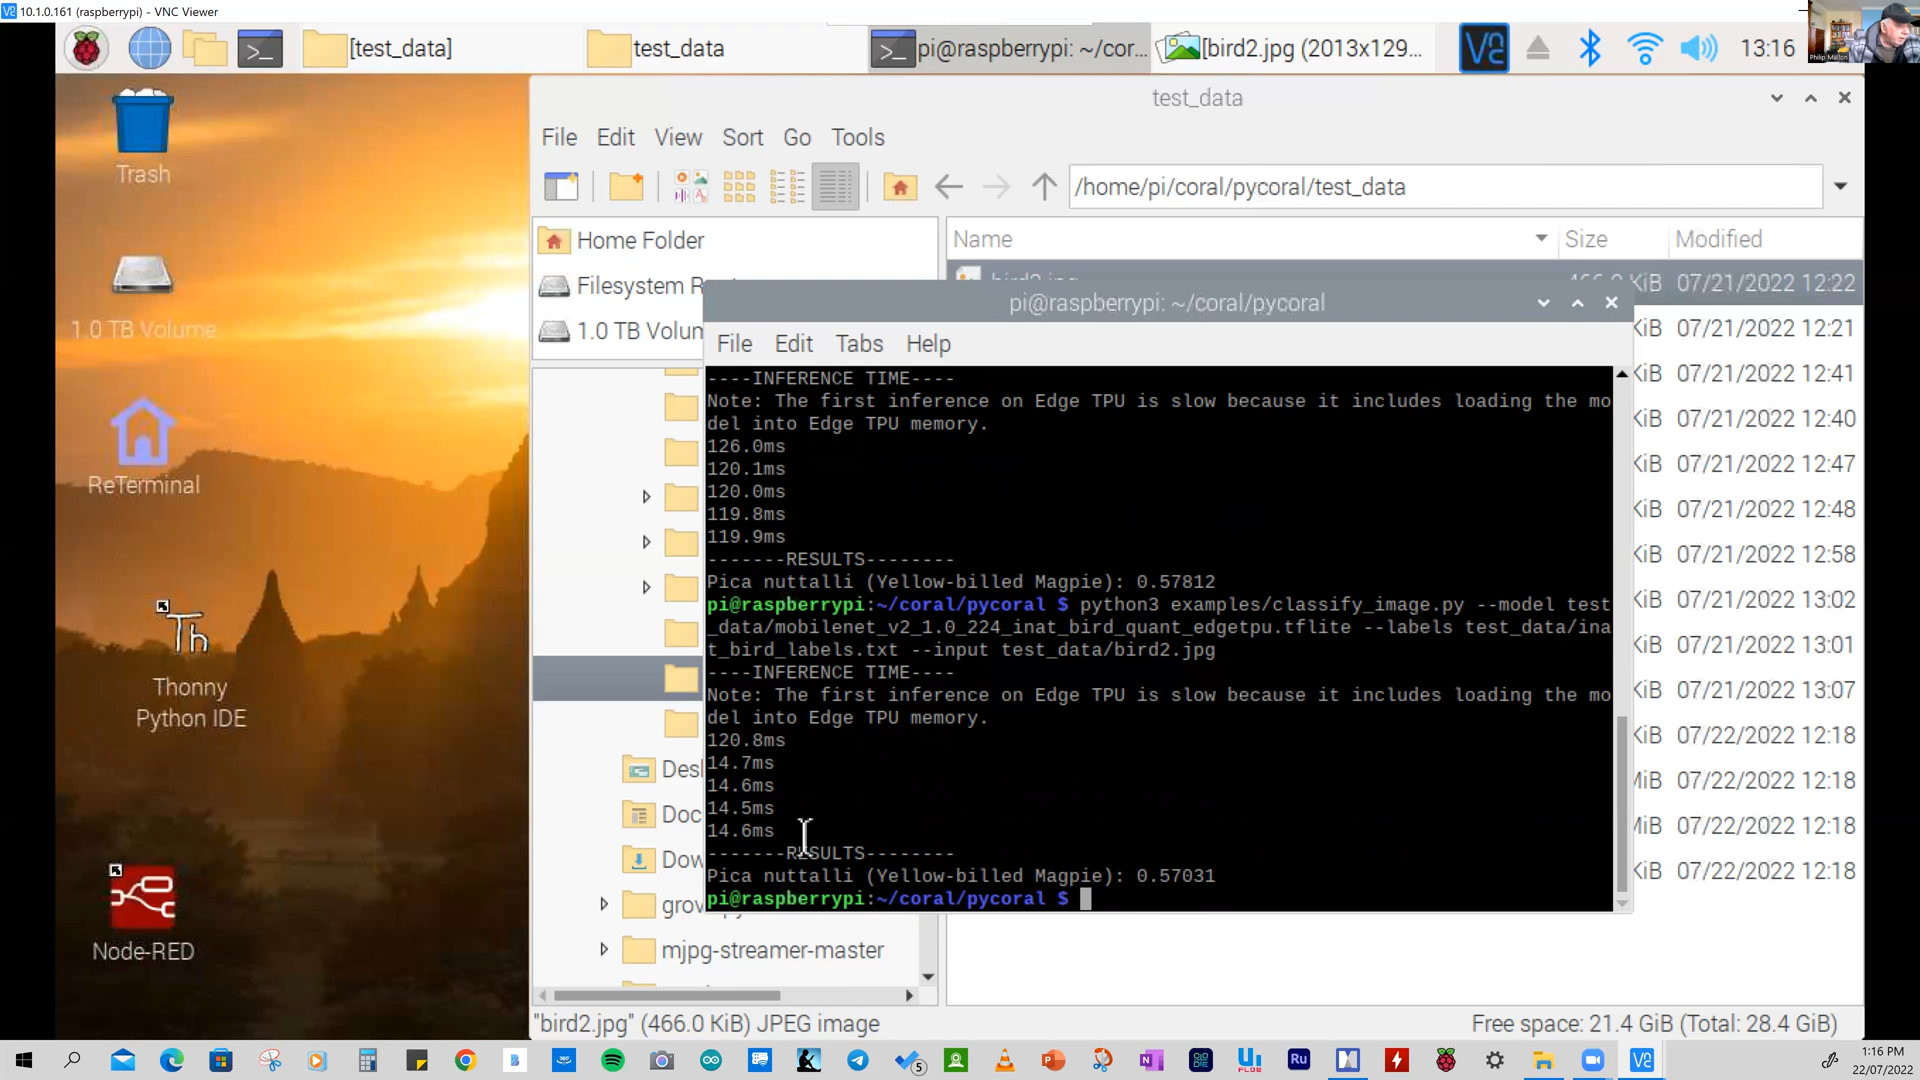 10.1.0.161 (raspberrypi) - VNC Viewer
[test_data]
test_data
pi@raspberrypi: ~/cor...
[bird2.jpg (2013x129...
13:16
Philip Mallon
test_data
File Edit View Sort Go Tools
/home/pi/coral/pycoral/test_data
Home Folder
Filesystem R
1.0 TB Volum
Name Size Modified
bird2.jpg 466.0 KiB 07/21/2022 12:22
KiB 07/21/2022 12:21
KiB 07/21/2022 12:41
KiB 07/21/2022 12:40
KiB 07/21/2022 12:47
KiB 07/21/2022 12:48
KiB 07/21/2022 12:58
KiB 07/21/2022 13:02
KiB 07/21/2022 13:01
KiB 07/21/2022 13:07
KiB 07/22/2022 12:18
MiB 07/22/2022 12:18
MiB 07/22/2022 12:18
KiB 07/22/2022 12:18
Trash
1.0 TB Volume
ReTerminal
Th
Thonny
Python IDE
Node-RED
Des
Doc
Dow
mjpg-streamer-master
pi@raspberrypi: ~/coral/pycoral
File Edit Tabs Help
----INFERENCE TIME----
Note: The first inference on Edge TPU is slow because it includes loading the mo
del into Edge TPU memory.
126.0ms
120.1ms
120.0ms
119.8ms
119.9ms
-------RESULTS--------
Pica nuttalli (Yellow-billed Magpie): 0.57812
pi@raspberrypi:~/coral/pycoral $ python3 examples/classify_image.py --model test
_data/mobilenet_v2_1.0_224_inat_bird_quant_edgetpu.tflite --labels test_data/ina
t_bird_labels.txt --input test_data/bird2.jpg
----INFERENCE TIME----
Note: The first inference on Edge TPU is slow because it includes loading the mo
del into Edge TPU memory.
120.8ms
14.7ms
14.6ms
14.5ms
14.6ms
-------RESULTS--------
Pica nuttalli (Yellow-billed Magpie): 0.57031
pi@raspberrypi:~/coral/pycoral $
"bird2.jpg" (466.0 KiB) JPEG image
Free space: 21.4 GiB (Total: 28.4 GiB)
5
Ru
1:16 PM
22/07/2022